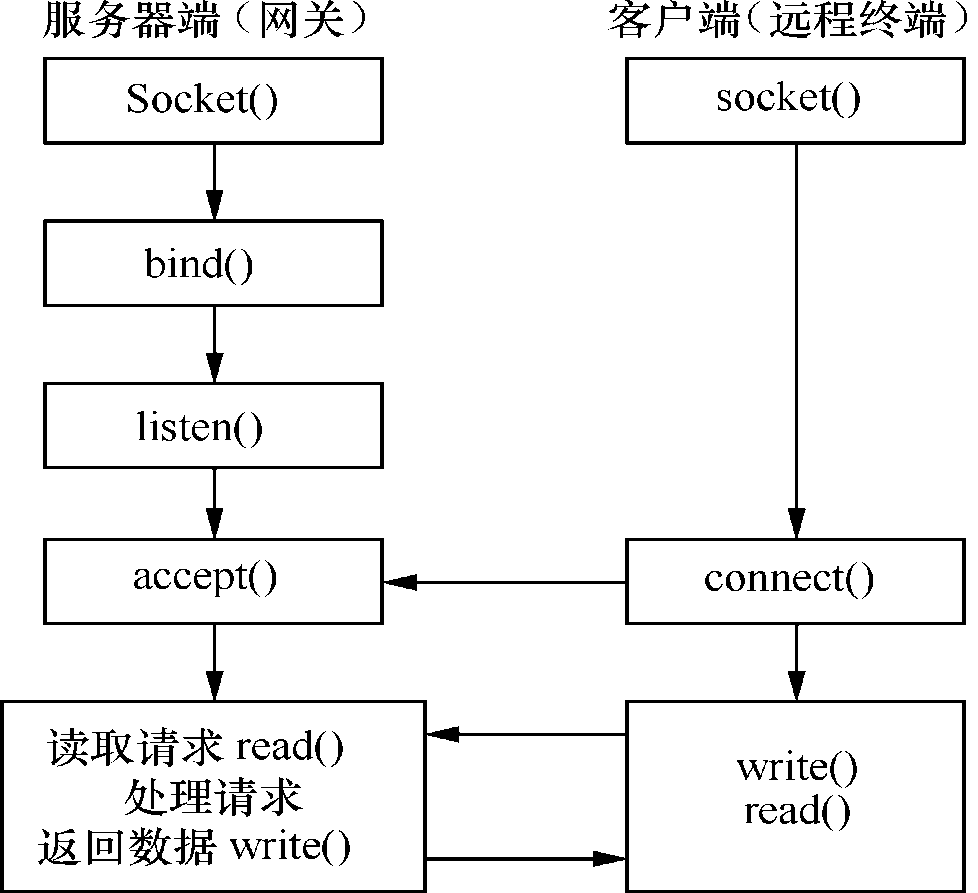 服务器端（网关）
客户端（远程终端）
Socket()
socket()
bind()
listen()
accept()
connect()
读取请求 read()
处理请求
返回数据 write()
write()
read()